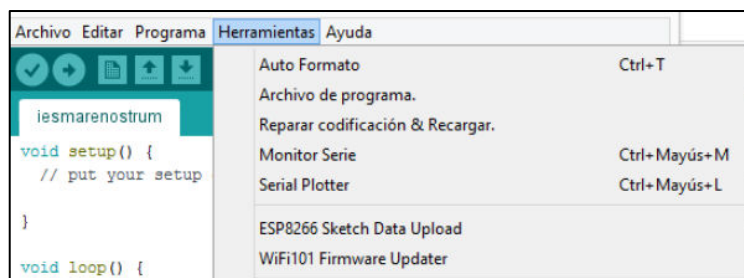 Archivo Editar Programa Herramientas Ayuda
Auto Formato Ctrl+T
Archivo de programa.
Reparar codificación & Recargar.
Monitor Serie Ctrl+Mayús+M
Serial Plotter Ctrl+Mayús+L
ESP8266 Sketch Data Upload
WiFi101 Firmware Updater
iesmarenostrum
void setup() {
// put your setup
}
void loop() {